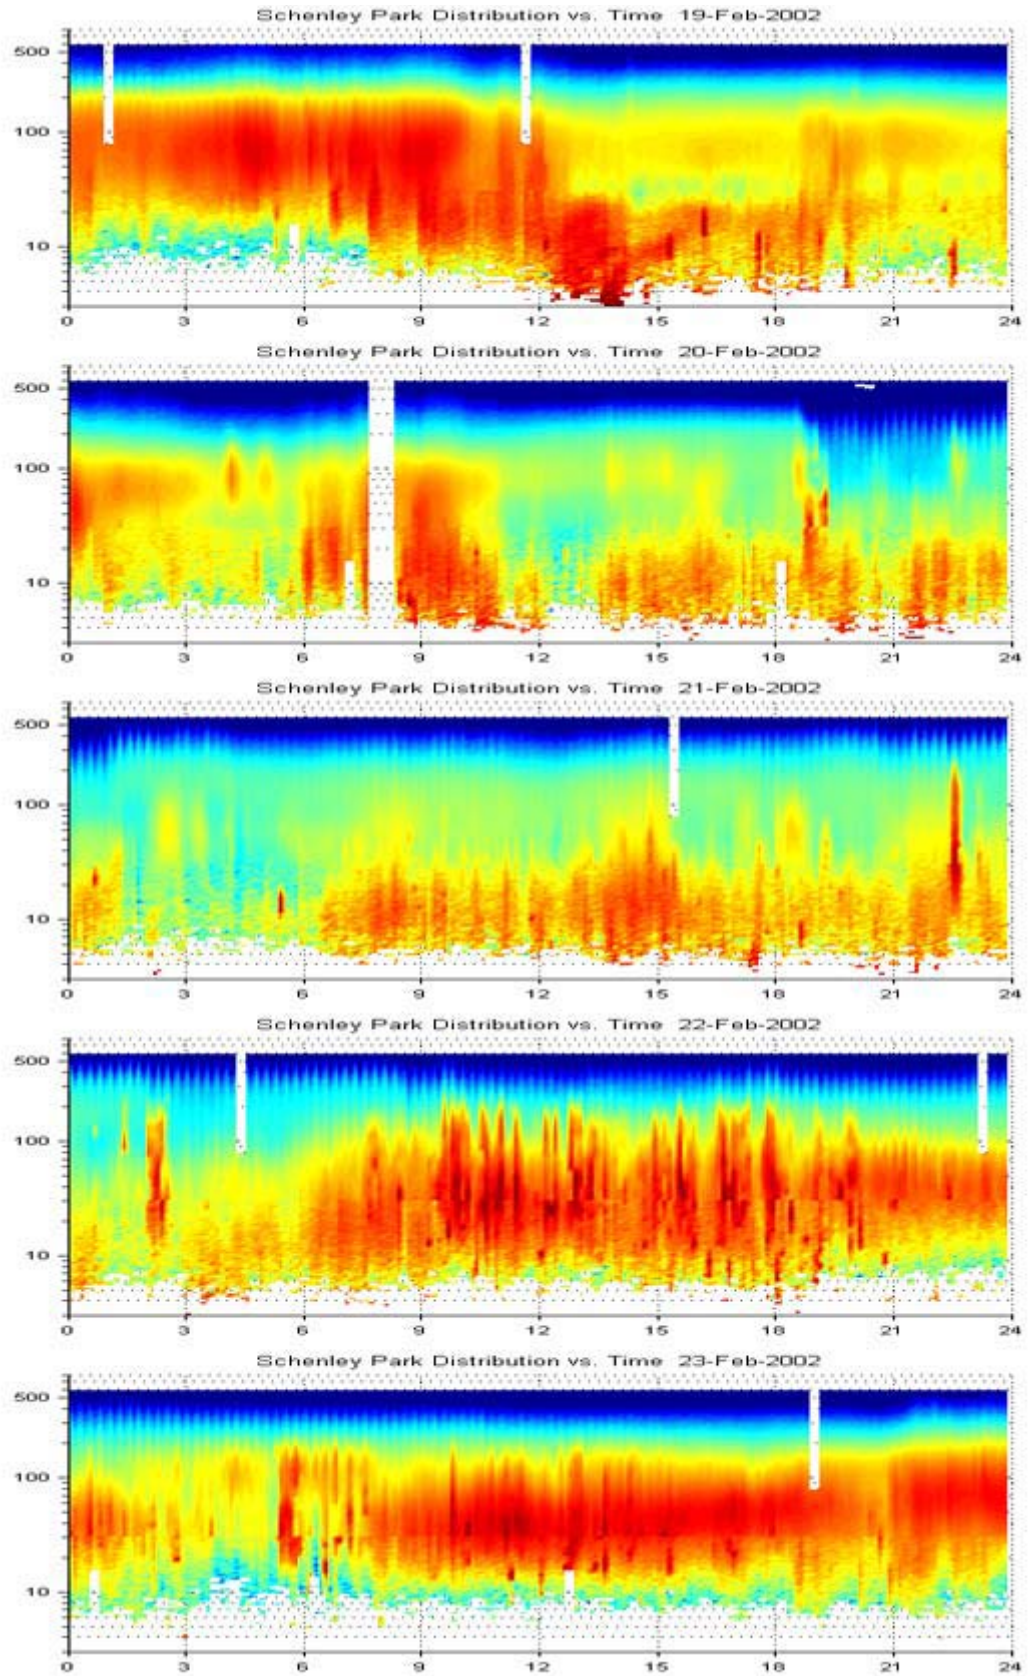 Schenley Park Distribution vs. Time 19-Feb-2002
500
100
10
0 3 6 9 12 15 18 21 24
Schenley Park Distribution vs. Time 20-Feb-2002
500
100
10
0 3 6 9 12 15 18 21 24
Schenley Park Distribution vs. Time 21-Feb-2002
500
100
10
0 3 6 9 12 15 18 21 24
Schenley Park Distribution vs. Time 22-Feb-2002
500
100
10
0 3 6 9 12 15 18 21 24
Schenley Park Distribution vs. Time 23-Feb-2002
500
100
10
0 3 6 9 12 15 18 21 24